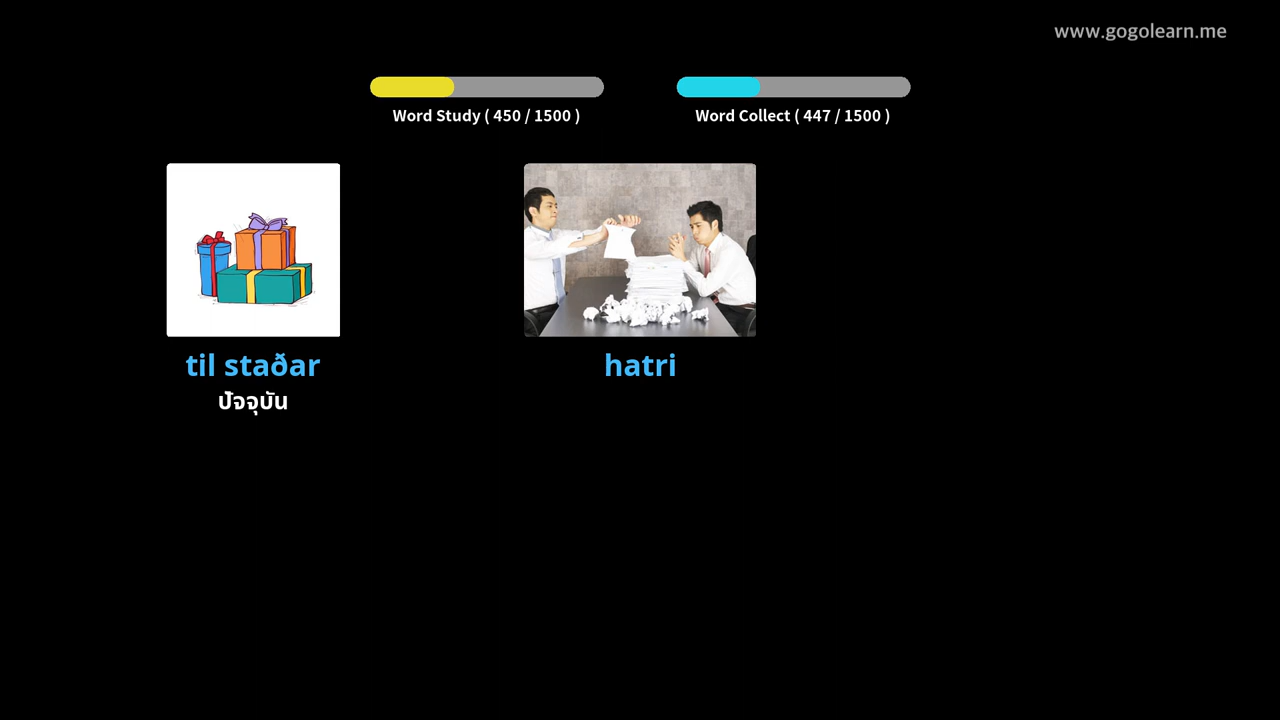 www.gogolearn.me
Word Study ( 450 / 1500 )
Word Collect ( 447 / 1500 )
til staðar
ปัจจุบัน
hatri